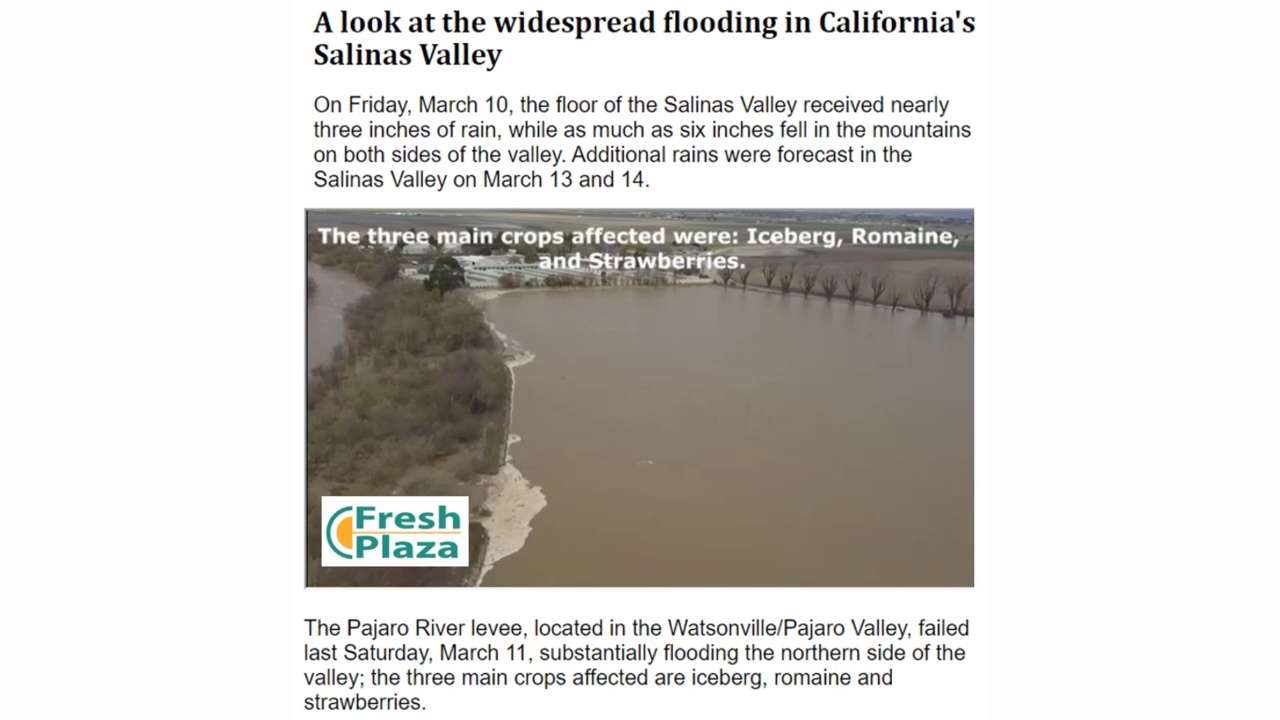 A look at the widespread flooding in California's
Salinas Valley
On Friday, March 10, the floor of the Salinas Valley received nearly
three inches of rain, while as much as six inches fell in the mountains
on both sides of the valley. Additional rains were forecast in the
Salinas Valley on March 13 and 14.
The three main crops affected were: Iceberg, Romaine,
and Strawberries.
Fresh
Plaza
The Pajaro River levee, located in the Watsonville/Pajaro Valley, failed
last Saturday, March 11, substantially flooding the northern side of the
valley; the three main crops affected are iceberg, romaine and
strawberries.